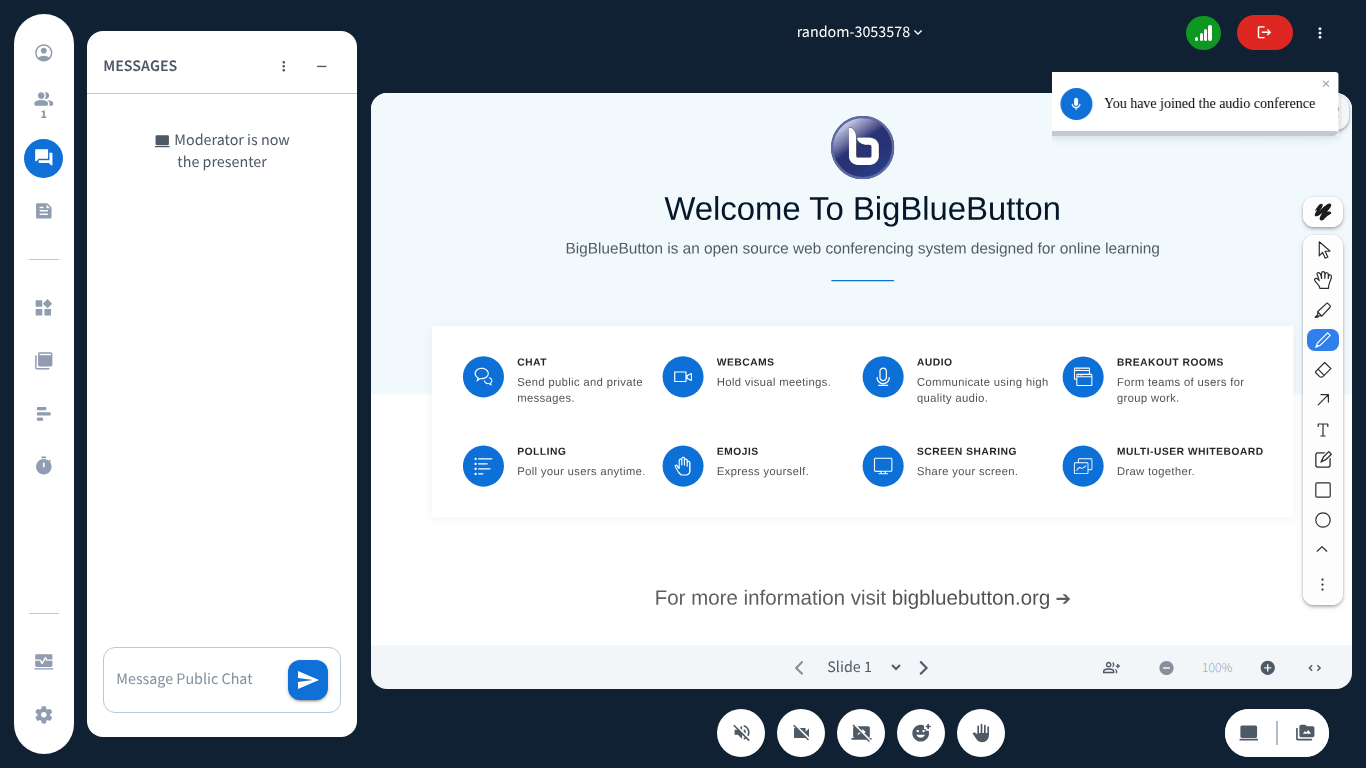 random-3053578
MESSAGES
1
Moderator is now
the presenter
You have joined the audio conference
Welcome To BigBlueButton
BigBlueButton is an open source web conferencing system designed for online learning
CHAT
Send public and private
messages.
WEBCAMS
Hold visual meetings.
AUDIO
Communicate using high
quality audio.
BREAKOUT ROOMS
Form teams of users for
group work.
POLLING
Poll your users anytime.
EMOJIS
Express yourself.
SCREEN SHARING
Share your screen.
MULTI-USER WHITEBOARD
Draw together.
For more information visit bigbluebutton.org ➔
Message Public Chat
Slide 1
100%